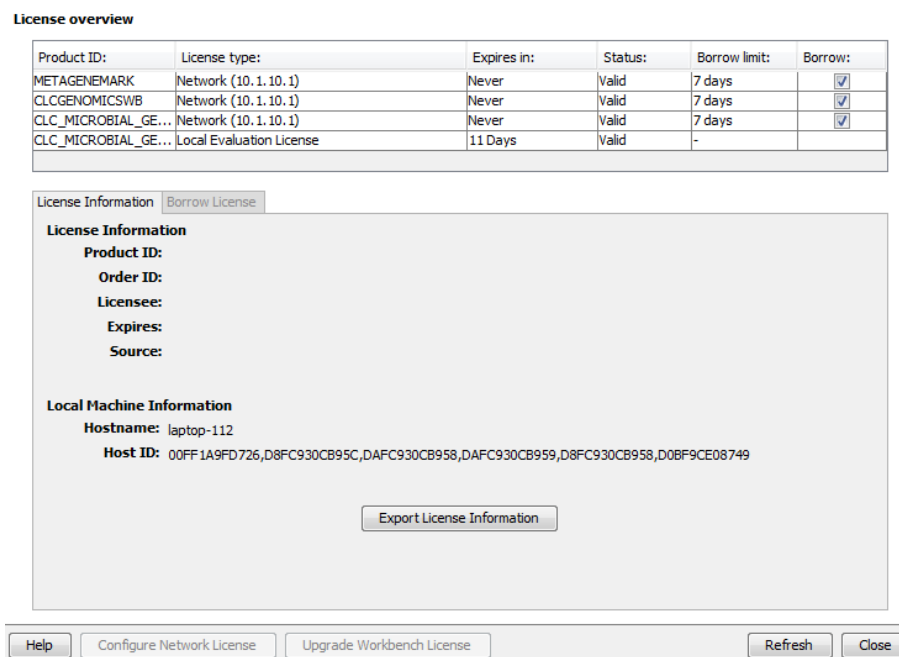 License overview
Product ID: License type: Expires in: Status: Borrow limit: Borrow:
METAGENEMARK Network (10.1.10.1) Never Valid 7 days
CLCGENOMICSWB Network (10.1.10.1) Never Valid 7 days
CLC_MICROBIAL_GE... Network (10.1.10.1) Never Valid 7 days
CLC_MICROBIAL_GE... Local Evaluation License 11 Days Valid -
License Information Borrow License
License Information
Product ID:
Order ID:
Licensee:
Expires:
Source:
Local Machine Information
Hostname: laptop-112
Host ID: 00FF1A9FD726,D8FC930CB95C,DAFC930CB958,DAFC930CB959,D8FC930CB958,D0BF9CE08749
Export License Information
Help Configure Network License Upgrade Workbench License Refresh Close